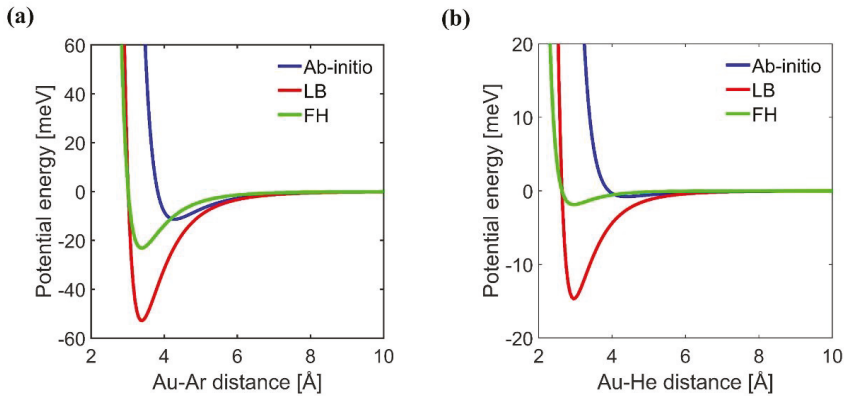 (a)
60
40
20
0
-20
-40
-60
Potential energy [meV]
Ab-initio
LB
FH
2
4
6
8
10
Au-Ar distance [Å]
(b)
20
10
0
-10
-20
Potential energy [meV]
Ab-initio
LB
FH
2
4
6
8
10
Au-He distance [Å]